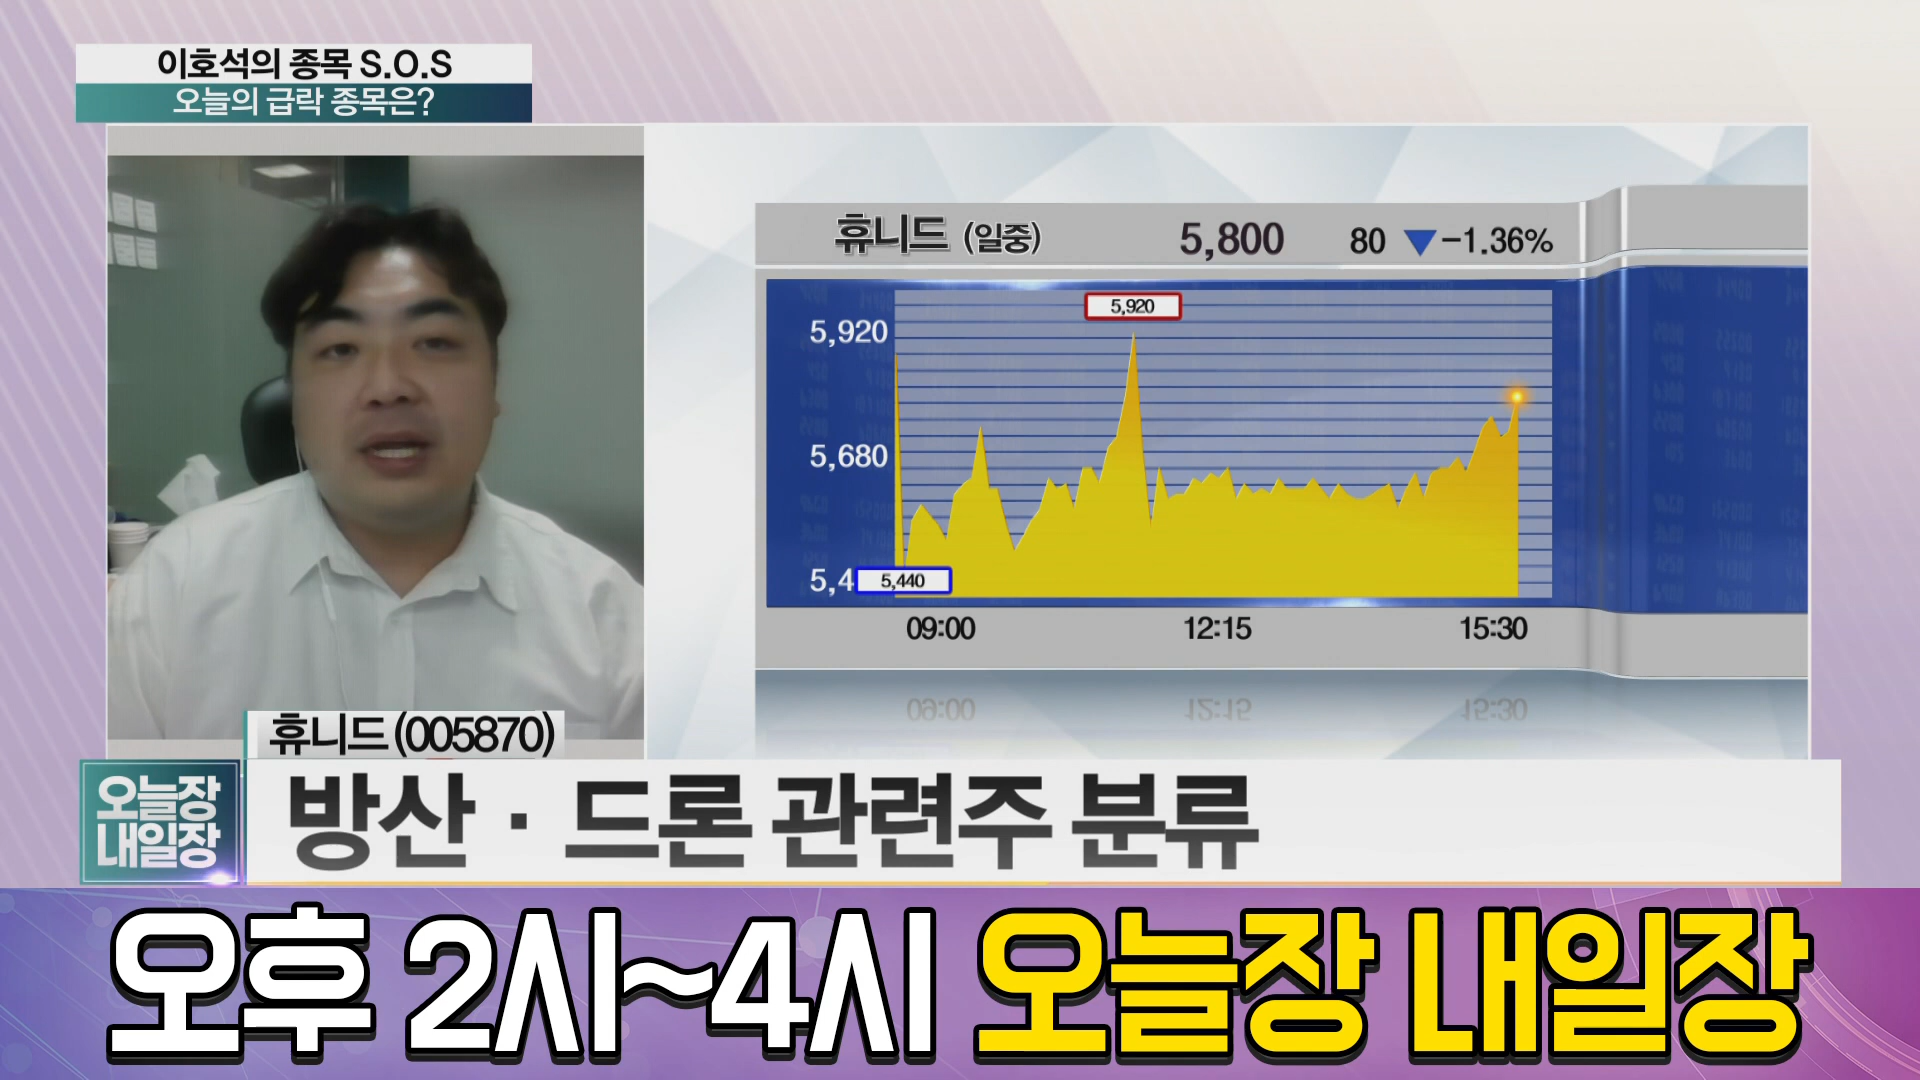 이호석의 종목 S.O.S
오늘의 급락 종목은?
휴니드 (일중) 5,800 80 ▼-1.36%
5,920
5,920
5,680
5,4
5,440
09:00 12:15 15:30
휴니드(005870)
오늘장
내일장
방산·드론 관련주 분류
오후 2시~4시 오늘장 내일장